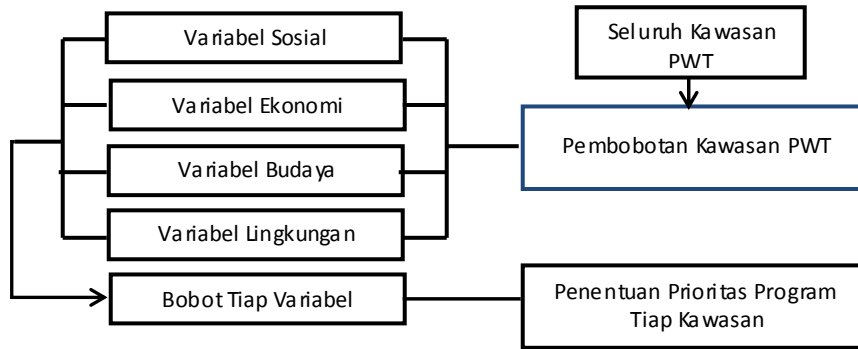 Variabel Sosial
Variabel Ekonomi
Variabel Budaya
Variabel Lingkungan
Bobot Tiap Variabel
Seluruh Kawasan
PWT
Pembobotan Kawasan PWT
Penentuan Prioritas Program
Tiap Kawasan